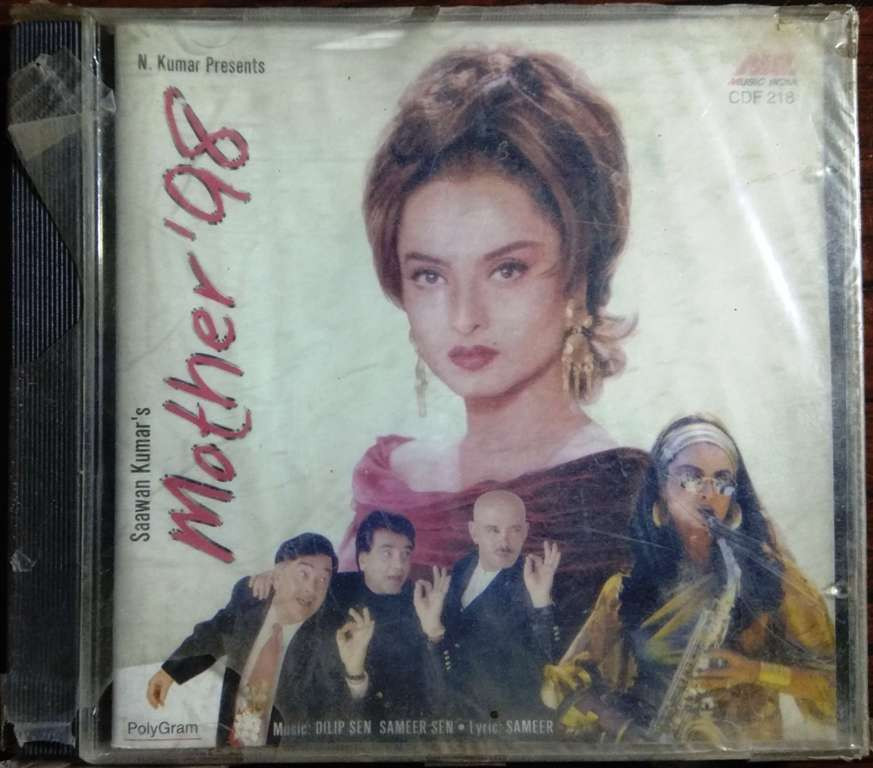 N. Kumar Presents
MUSIC INDIA
CDF 218
Saawan Kumar's
Mother '98
PolyGram
Music: DILIP SEN SAMEER SEN • Lyric: SAMEER